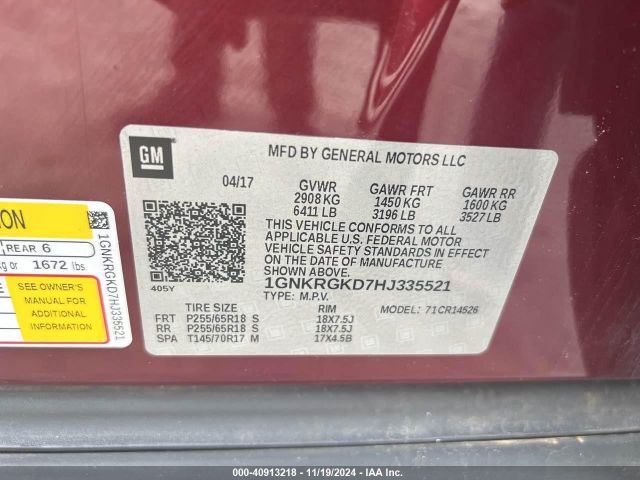 GM
MFD BY GENERAL MOTORS LLC
04/17
GVWR GAWR FRT GAWR RR
2908 KG 1450 KG 1600 KG
6411 LB 3196 LB 3527 LB
THIS VEHICLE CONFORMS TO ALL
APPLICABLE U.S. FEDERAL MOTOR
VEHICLE SAFETY STANDARDS IN EFFECT
ON THE DATE OF MANUFACTURE
SHOWN ABOVE.
405Y
1GNKRGKD7HJ335521
TYPE: M.P.V.
MODEL: 71CR14526
TIRE SIZE RIM
FRT P255/65R18 S 18X7.5J
RR P255/65R18 S 18X7.5J
SPA T145/70R17 M 17X4.5B
ION
REAR 6
kg or 1672 lbs.
SEE OWNER'S
MANUAL FOR
ADDITIONAL
INFORMATION
1GNKRGKD7HJ335521
00-40913218 - 11/19/2024 - IAA Inc.